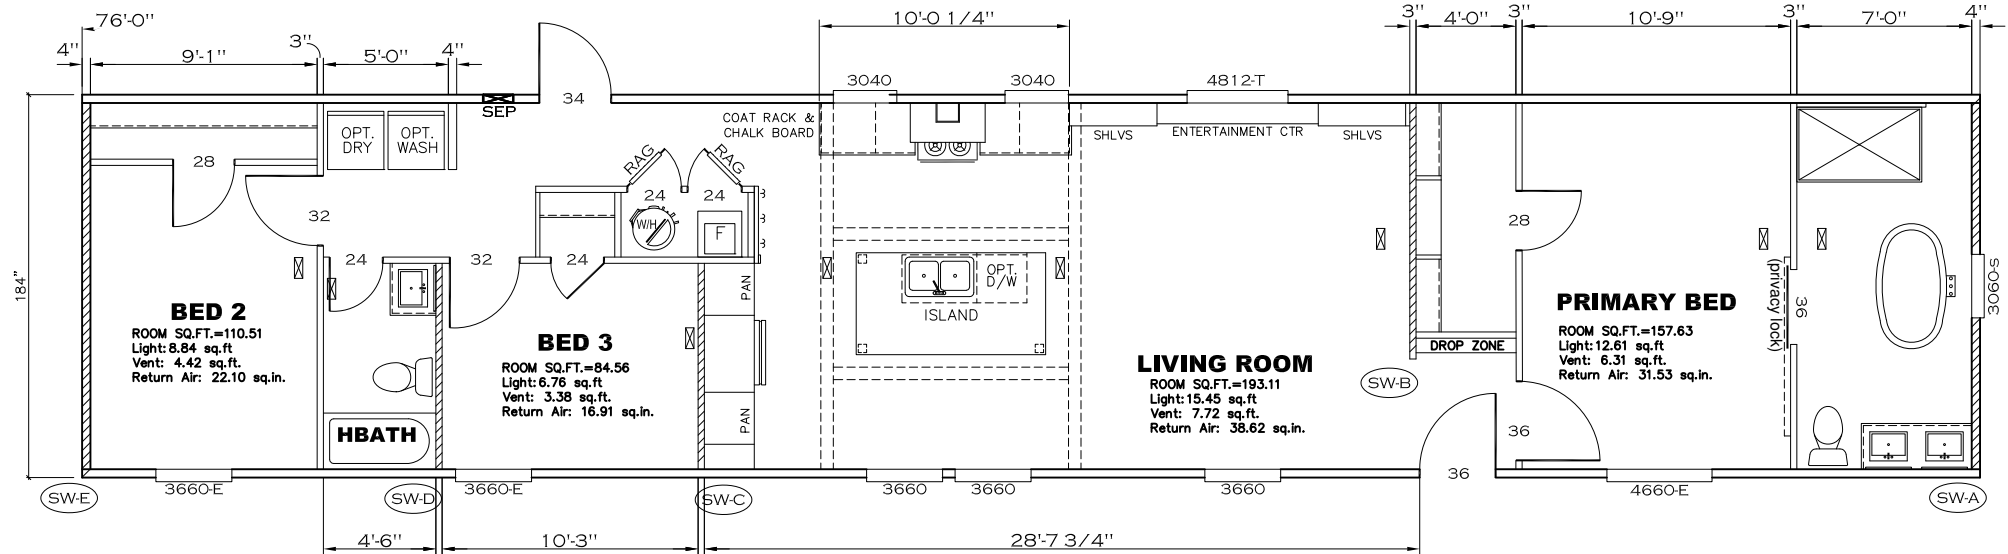 76'-0"
4"
9'-1"
3"
5'-0"
4"
10'-0 1/4"
3"
4'-0"
3"
10'-9"
3"
7'-0"
4"
184"
SEP
34
3040
3040
4812-T
OPT.
DRY
OPT.
WASH
COAT RACK &
CHALK BOARD
SHLVS
ENTERTAINMENT CTR
SHLVS
28
32
24
RAG
RAG
24
24
W/H
F
32
24
PAN
PAN
OPT.
D/W
ISLAND
28
DROP ZONE
(privacy lock)
36
3060-S
BED 2
ROOM SQ.FT.=110.51
Light: 8.84 sq.ft
Vent: 4.42 sq.ft.
Return Air: 22.10 sq.in.
HBATH
BED 3
ROOM SQ.FT.=84.56
Light: 6.76 sq.ft
Vent: 3.38 sq.ft.
Return Air: 16.91 sq.in.
LIVING ROOM
ROOM SQ.FT.=193.11
Light: 15.45 sq.ft
Vent: 7.72 sq.ft.
Return Air: 38.62 sq.in.
PRIMARY BED
ROOM SQ.FT.=157.63
Light: 12.61 sq.ft
Vent: 6.31 sq.ft.
Return Air: 31.53 sq.in.
SW-B
36
36
SW-E
3660-E
SW-D
3660-E
SW-C
3660
3660
3660
4660-E
SW-A
4'-6"
10'-3"
28'-7 3/4"